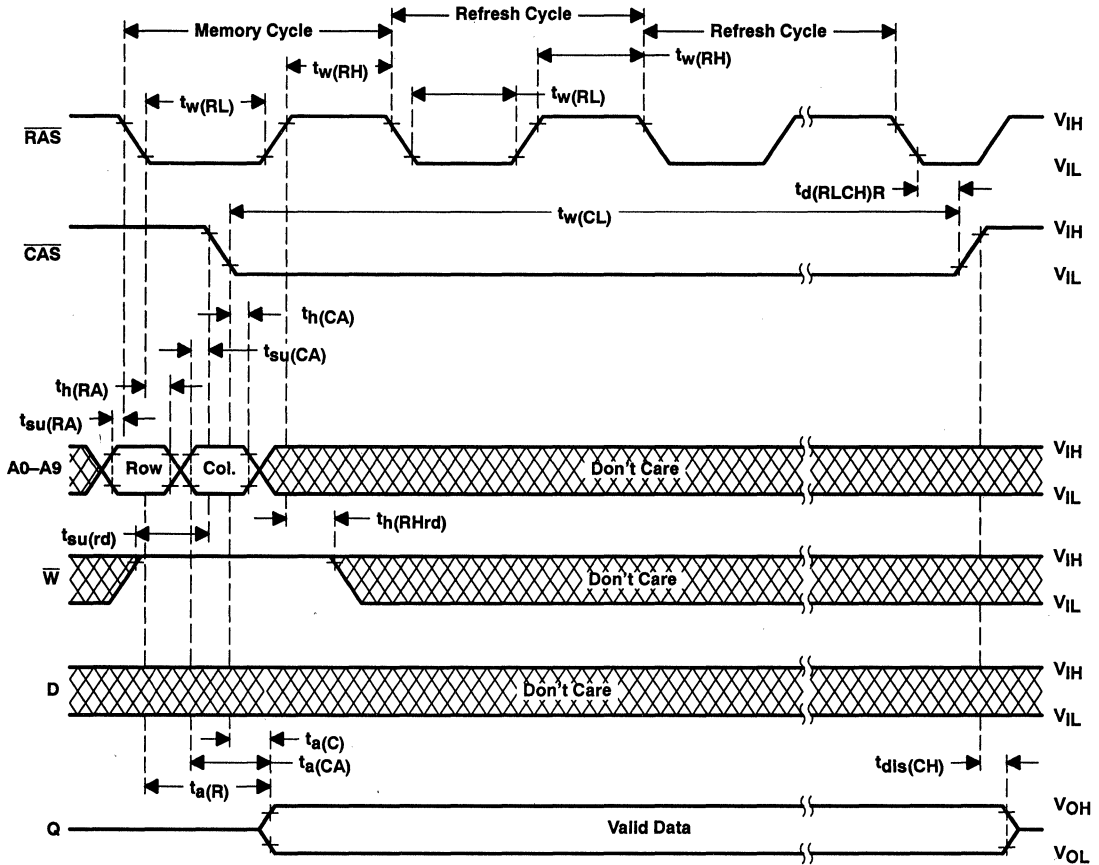 Memory Cycle
Refresh Cycle
Refresh Cycle
tw(RH)
tw(RH)
tw(RL)
tw(RL)
RAS
VIH
VIL
td(RLCH)R
tw(CL)
CAS
VIH
VIL
th(CA)
tsu(CA)
th(RA)
tsu(RA)
A0–A9
Row
Col.
Don't Care
VIH
VIL
tsu(rd)
th(RHrd)
W
Don't Care
VIH
VIL
D
Don't Care
VIH
VIL
ta(C)
ta(CA)
ta(R)
tdis(CH)
Q
Valid Data
VOH
VOL